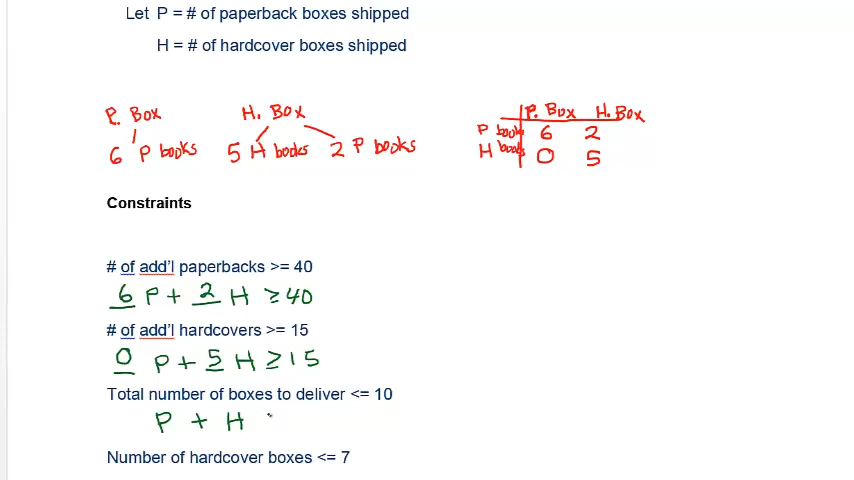 Let P = # of paperback boxes shipped
H = # of hardcover boxes shipped
P. Box H. Box
6 P books 5 H books 2 P books
P. Box H. Box
P books 6 2
H books 0 5
Constraints
# of add'l paperbacks >= 40
6 P + 2 H ≥ 40
# of add'l hardcovers >= 15
0 P + 5 H ≥ 15
Total number of boxes to deliver <= 10
P + H
Number of hardcover boxes <= 7